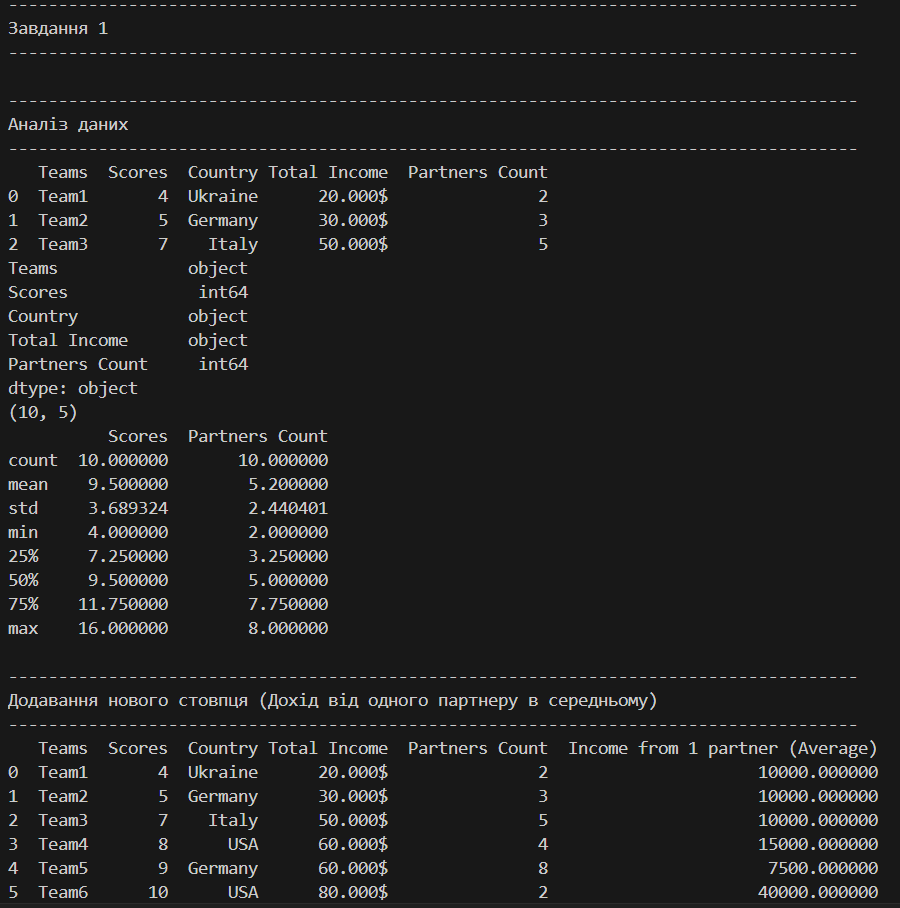 -------------------------------------------------------------------------------------
Завдання 1
-------------------------------------------------------------------------------------
-------------------------------------------------------------------------------------
Аналіз даних
-------------------------------------------------------------------------------------
   Teams  Scores  Country Total Income  Partners Count
0  Team1       4  Ukraine      20.000$               2
1  Team2       5  Germany      30.000$               3
2  Team3       7    Italy      50.000$               5
Teams             object
Scores             int64
Country           object
Total Income      object
Partners Count     int64
dtype: object
(10, 5)
          Scores  Partners Count
count  10.000000       10.000000
mean    9.500000        5.200000
std     3.689324        2.440401
min     4.000000        2.000000
25%     7.250000        3.250000
50%     9.500000        5.000000
75%    11.750000        7.750000
max    16.000000        8.000000
-------------------------------------------------------------------------------------
Додавання нового стовпця (Дохід від одного партнеру в середньому)
-------------------------------------------------------------------------------------
   Teams  Scores  Country Total Income  Partners Count  Income from 1 partner (Average)
0  Team1       4  Ukraine      20.000$               2                     10000.000000
1  Team2       5  Germany      30.000$               3                     10000.000000
2  Team3       7    Italy      50.000$               5                     10000.000000
3  Team4       8      USA      60.000$               4                     15000.000000
4  Team5       9  Germany      60.000$               8                      7500.000000
5  Team6      10      USA      80.000$               2                     40000.000000